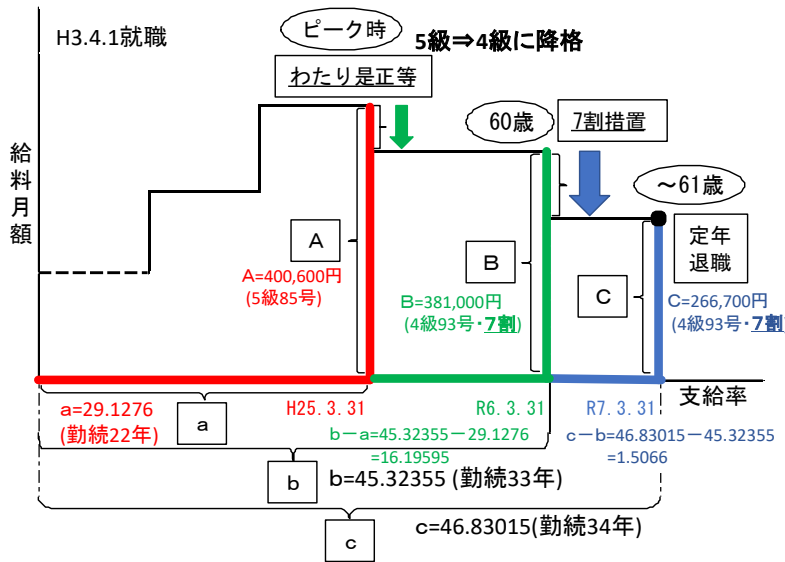 H3.4.1就職
ピーク時
5級⇒4級に降格
わたり是正等
60歳
7割措置
～61歳
定年
退職
給料月額
A
B
C
A=400,600円
(5級85号)
B=381,000円
(4級93号・7割)
C=266,700円
(4級93号・7割)
支給率
a=29.1276
(勤続22年)
a
H25.3.31
R6.3.31
R7.3.31
b－a=45.32355－29.1276
=16.19595
c－b=46.83015－45.32355
=1.5066
b
b=45.32355 (勤続33年)
c
c=46.83015(勤続34年)